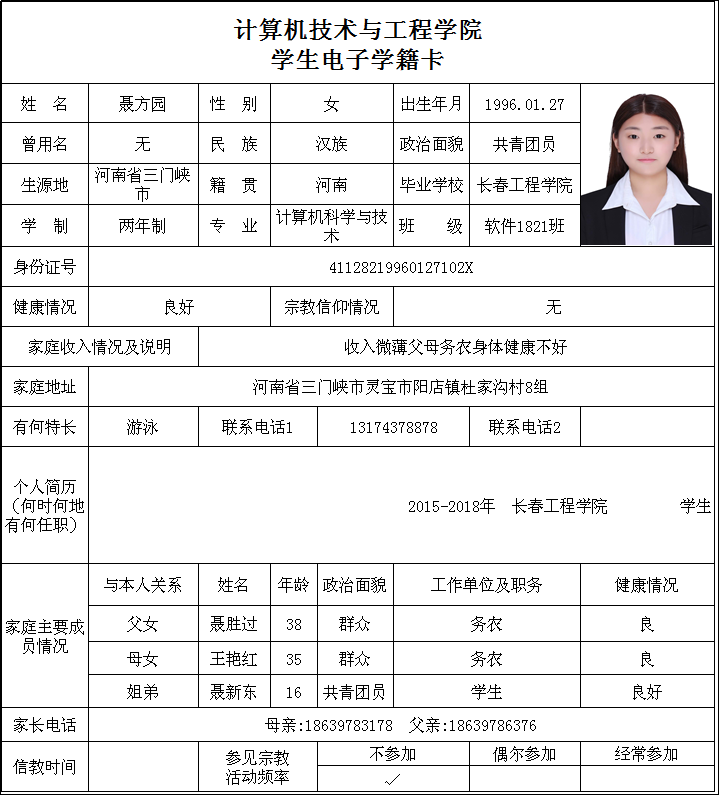 计算机技术与工程学院
学生电子学籍卡
姓 名 聂方园 性 别 女 出生年月 1996.01.27
曾用名 无 民 族 汉族 政治面貌 共青团员
生源地 河南省三门峡市 籍 贯 河南 毕业学校 长春工程学院
学 制 两年制 专 业 计算机科学与技术 班 级 软件1821班
身份证号 41128219960127102X
健康情况 良好 宗教信仰情况 无
家庭收入情况及说明 收入微薄父母务农身体健康不好
家庭地址 河南省三门峡市灵宝市阳店镇杜家沟村8组
有何特长 游泳 联系电话1 13174378878 联系电话2
个人简历
（何时何地
有何任职）
2015-2018年 长春工程学院 学生
家庭主要成员情况
与本人关系 姓名 年龄 政治面貌 工作单位及职务 健康情况
父女 聂胜过 38 群众 务农 良
母女 王艳红 35 群众 务农 良
姐弟 聂新东 16 共青团员 学生 良好
家长电话 母亲:18639783178 父亲:18639786376
信教时间 参见宗教
活动频率
不参加 偶尔参加 经常参加
✓